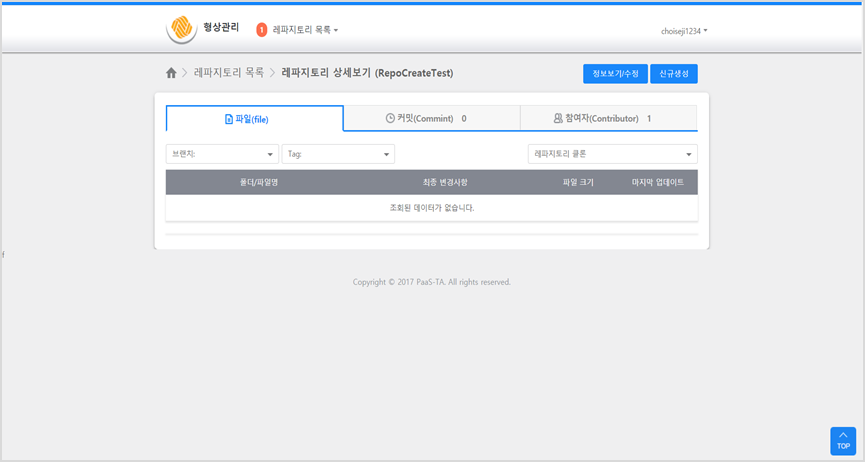 형상관리
1 레파지토리 목록
choiseji1234
레파지토리 목록 레파지토리 상세보기 (RepoCreateTest)
정보보기/수정 신규생성
파일(file) 커밋(Commint) 0 참여자(Contributor) 1
브랜치: Tag: 레파지토리 클론
폴더/파일명 최종 변경사항 파일 크기 마지막 업데이트
조회된 데이터가 없습니다.
f
Copyright © 2017 PaaS-TA. All rights reserved.
TOP